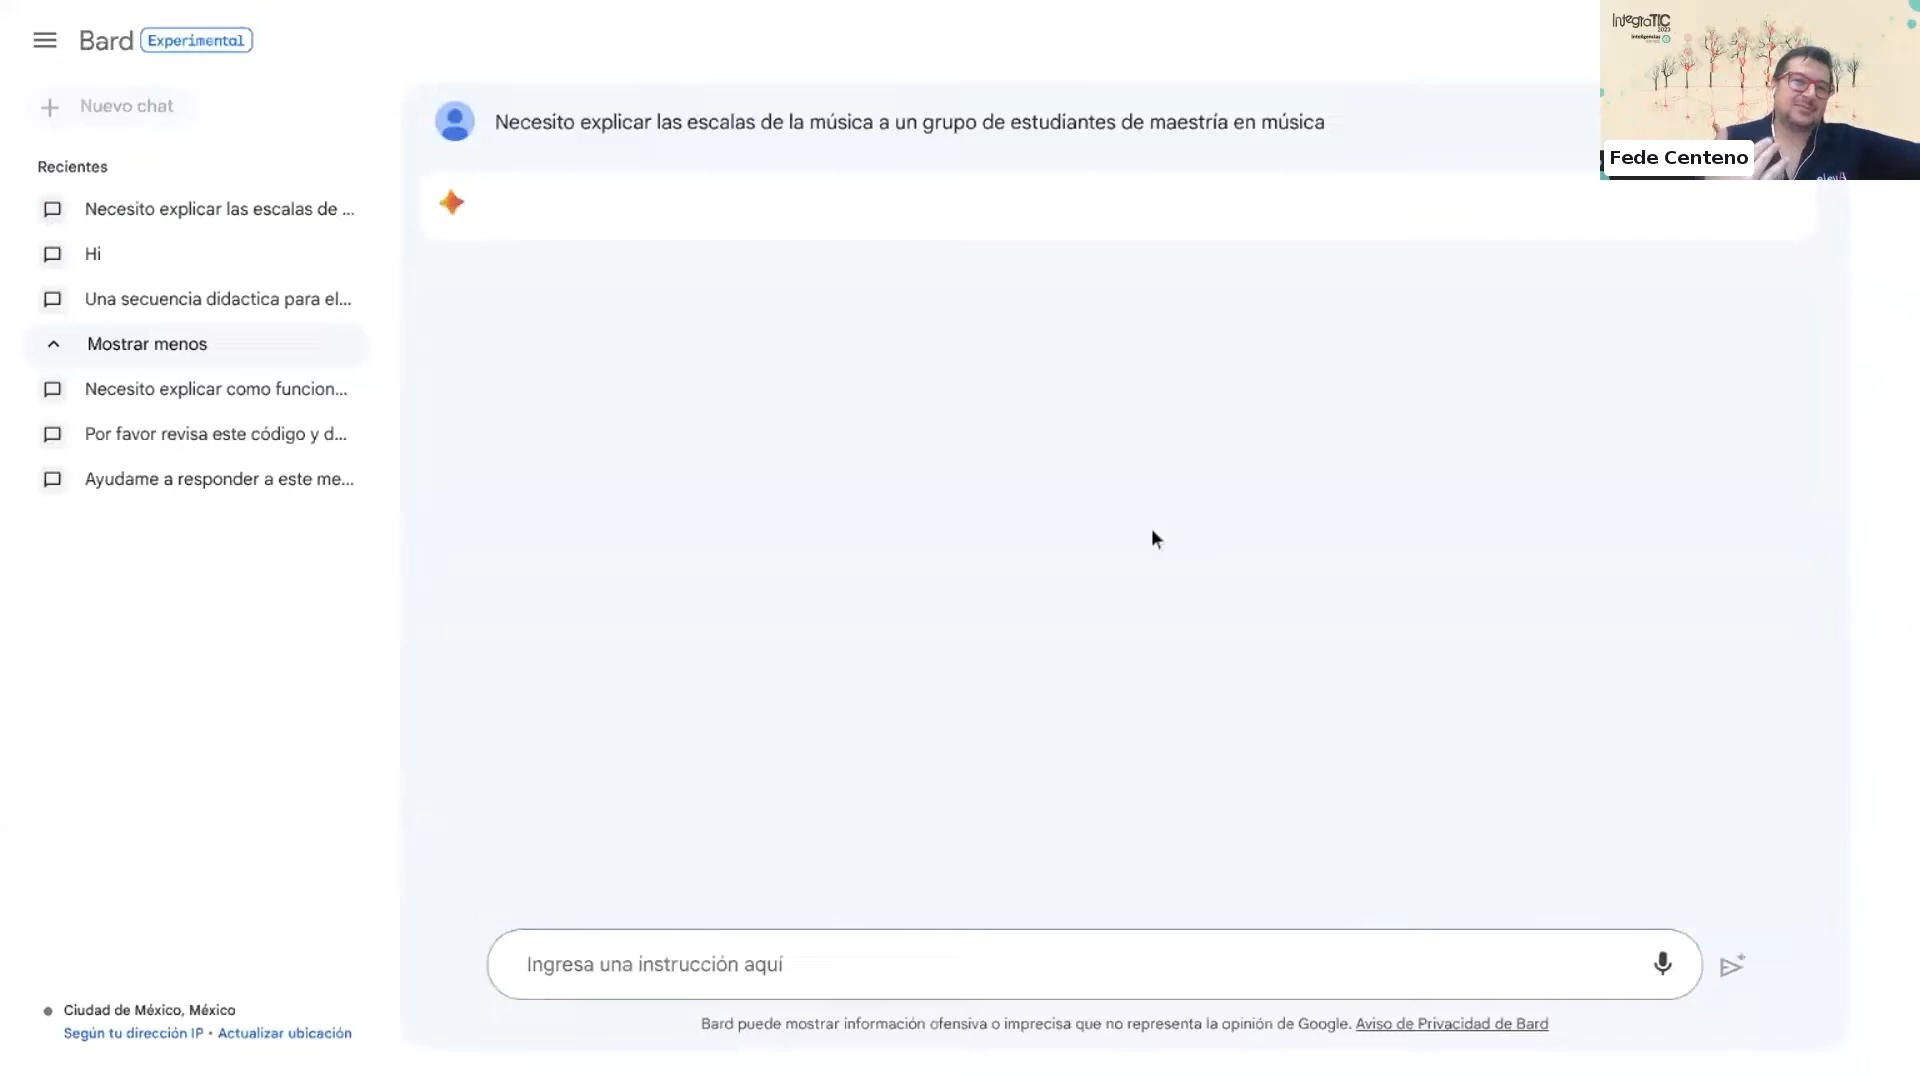 Bard Experimental
Nuevo chat
Recientes
Necesito explicar las escalas de ...
Hi
Una secuencia didactica para el...
Mostrar menos
Necesito explicar como funcion...
Por favor revisa este código y d...
Ayudame a responder a este me...
Ciudad de México, México
Según tu dirección IP • Actualizar ubicación
Necesito explicar las escalas de la música a un grupo de estudiantes de maestría en música
Ingresa una instrucción aquí
Bard puede mostrar información ofensiva o imprecisa que no representa la opinión de Google. Aviso de Privacidad de Bard
IntegraTIC
2023
Fede Centeno